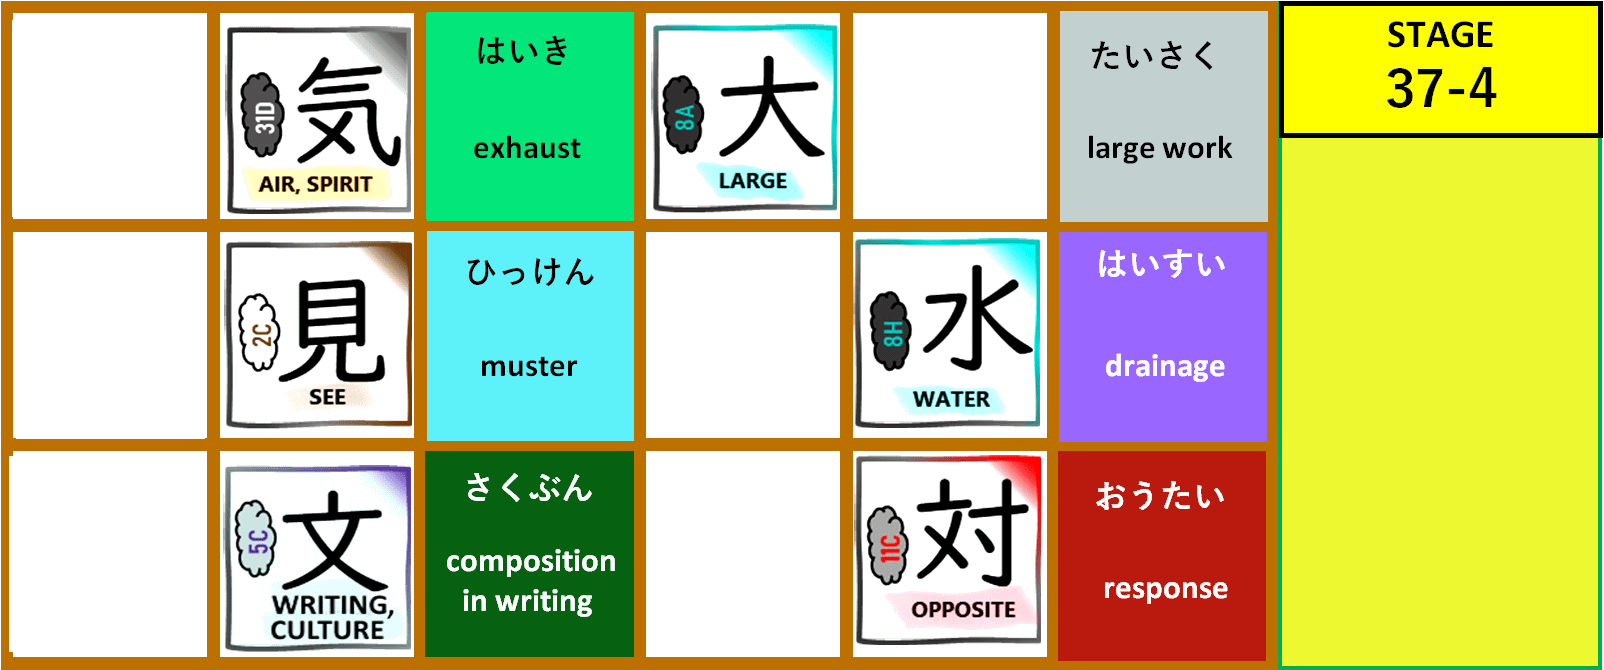 31D
気
AIR, SPIRIT
はいき
exhaust
8A
大
LARGE
たいさく
large work
STAGE
37-4
2C
見
SEE
ひっけん
muster
8H
水
WATER
はいすい
drainage
5C
文
WRITING,
CULTURE
さくぶん
composition
in writing
11C
対
OPPOSITE
おうたい
response